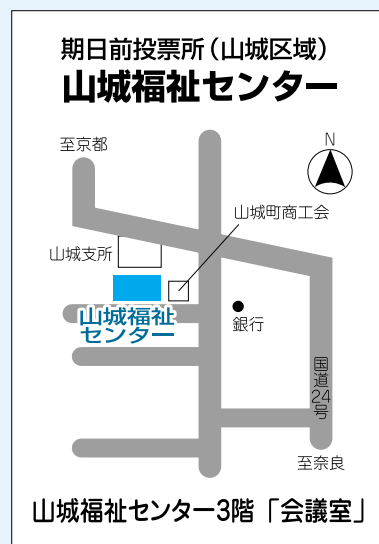 期日前投票所（山城区域）
山城福祉センター
N
至京都
山城町商工会
山城支所
山城福祉
センター
銀行
国道24号
至奈良
山城福祉センター3階「会議室」